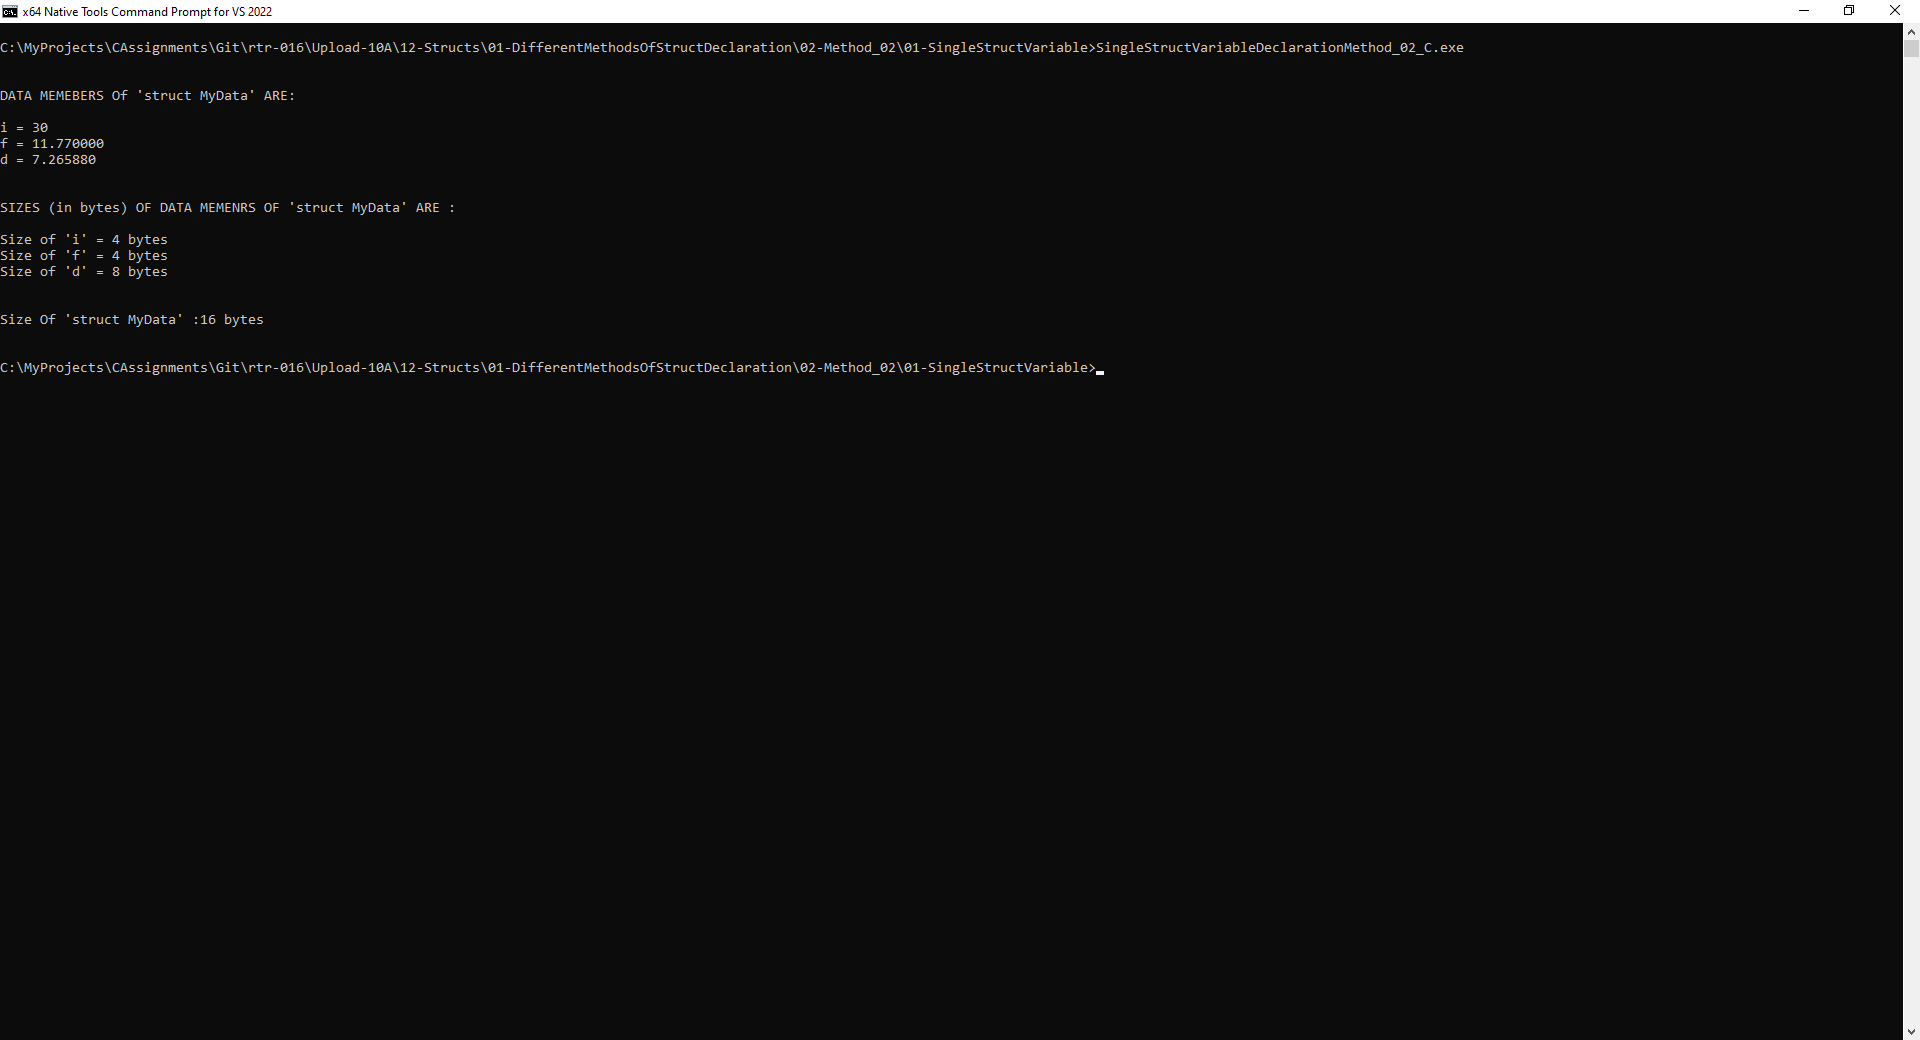 x64 Native Tools Command Prompt for VS 2022
C:\MyProjects\CAssignments\Git\rtr-016\Upload-10A\12-Structs\01-DifferentMethodsOfStructDeclaration\02-Method_02\01-SingleStructVariable>SingleStructVariableDeclarationMethod_02_C.exe
DATA MEMEBERS Of 'struct MyData' ARE:
i = 30
f = 11.770000
d = 7.265880
SIZES (in bytes) OF DATA MEMENRS OF 'struct MyData' ARE :
Size of 'i' = 4 bytes
Size of 'f' = 4 bytes
Size of 'd' = 8 bytes
Size Of 'struct MyData' :16 bytes
C:\MyProjects\CAssignments\Git\rtr-016\Upload-10A\12-Structs\01-DifferentMethodsOfStructDeclaration\02-Method_02\01-SingleStructVariable>